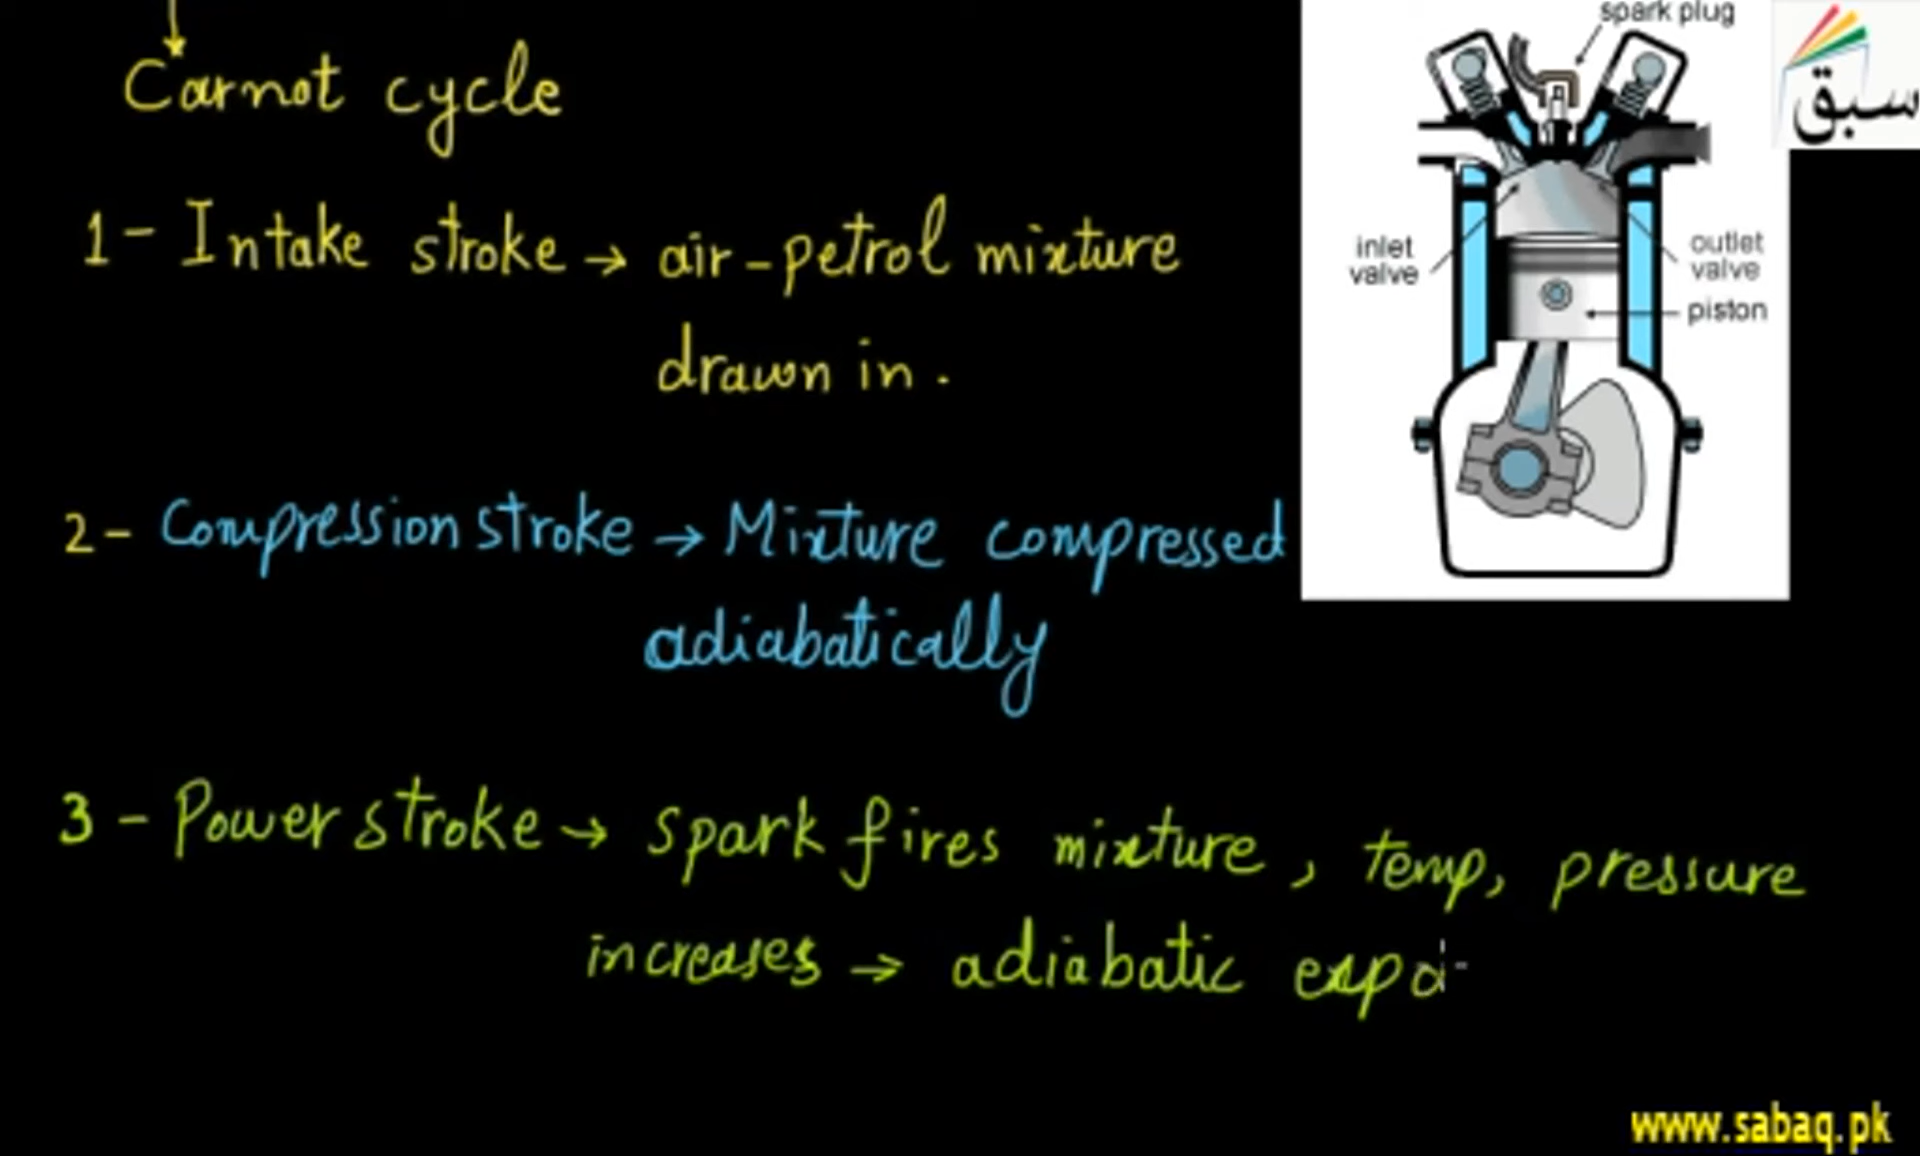 spark plug
سبق
Carnot cycle
1- Intake stroke → air-petrol mixture
drawn in.
inlet
valve
outlet
valve
piston
2- Compression stroke → Mixture compressed
adiabatically
3- Power stroke → spark fires mixture, temp, pressure
increases → adiabatic expa
www.sabaq.pk